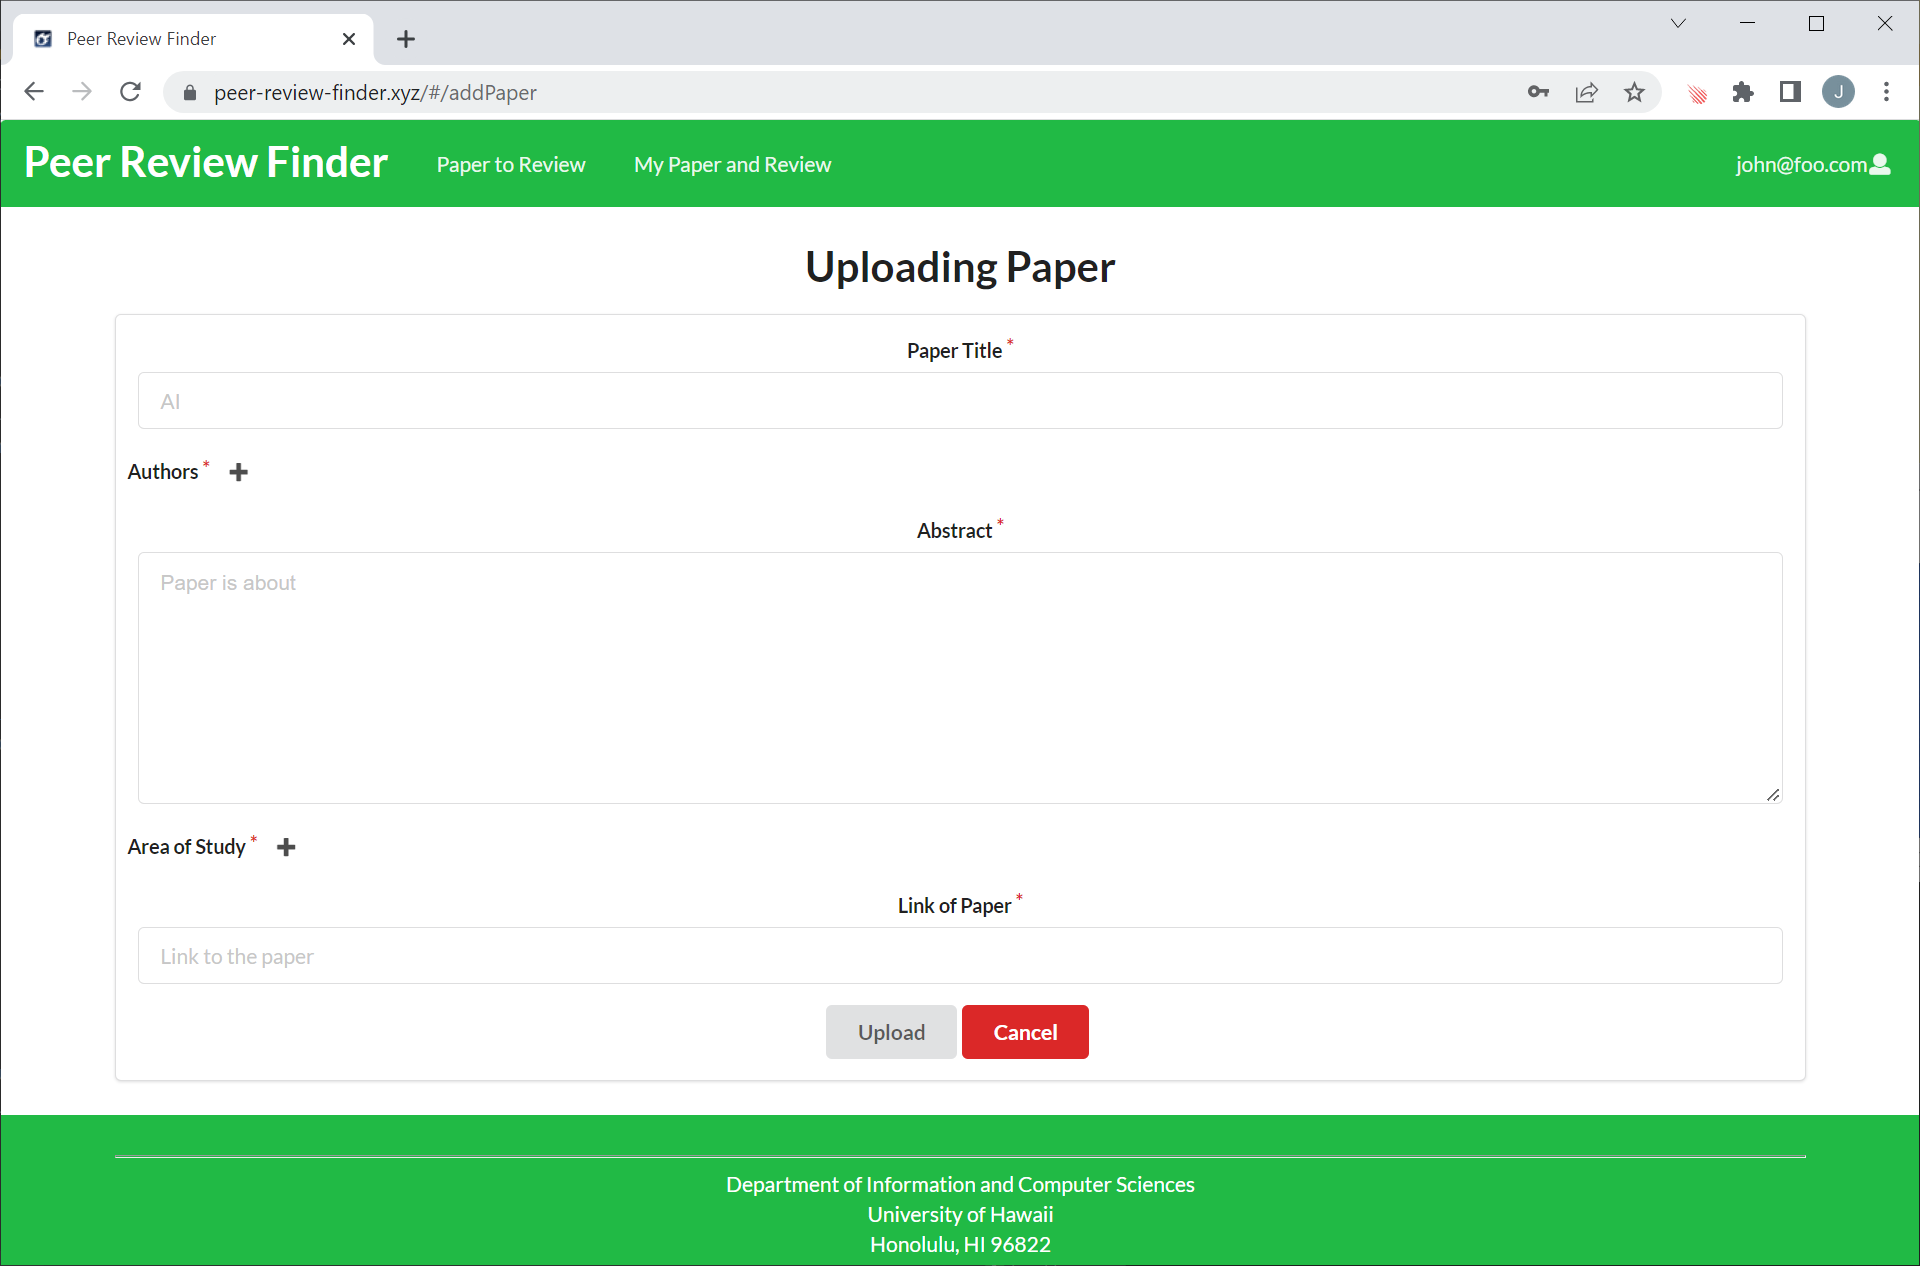 Peer Review Finder
peer-review-finder.xyz/#/addPaper
J
Peer Review Finder
Paper to Review
My Paper and Review
john@foo.com
Uploading Paper
Paper Title *
AI
Authors *
Abstract *
Paper is about
Area of Study *
Link of Paper *
Link to the paper
Upload
Cancel
Department of Information and Computer Sciences
University of Hawaii
Honolulu, HI 96822